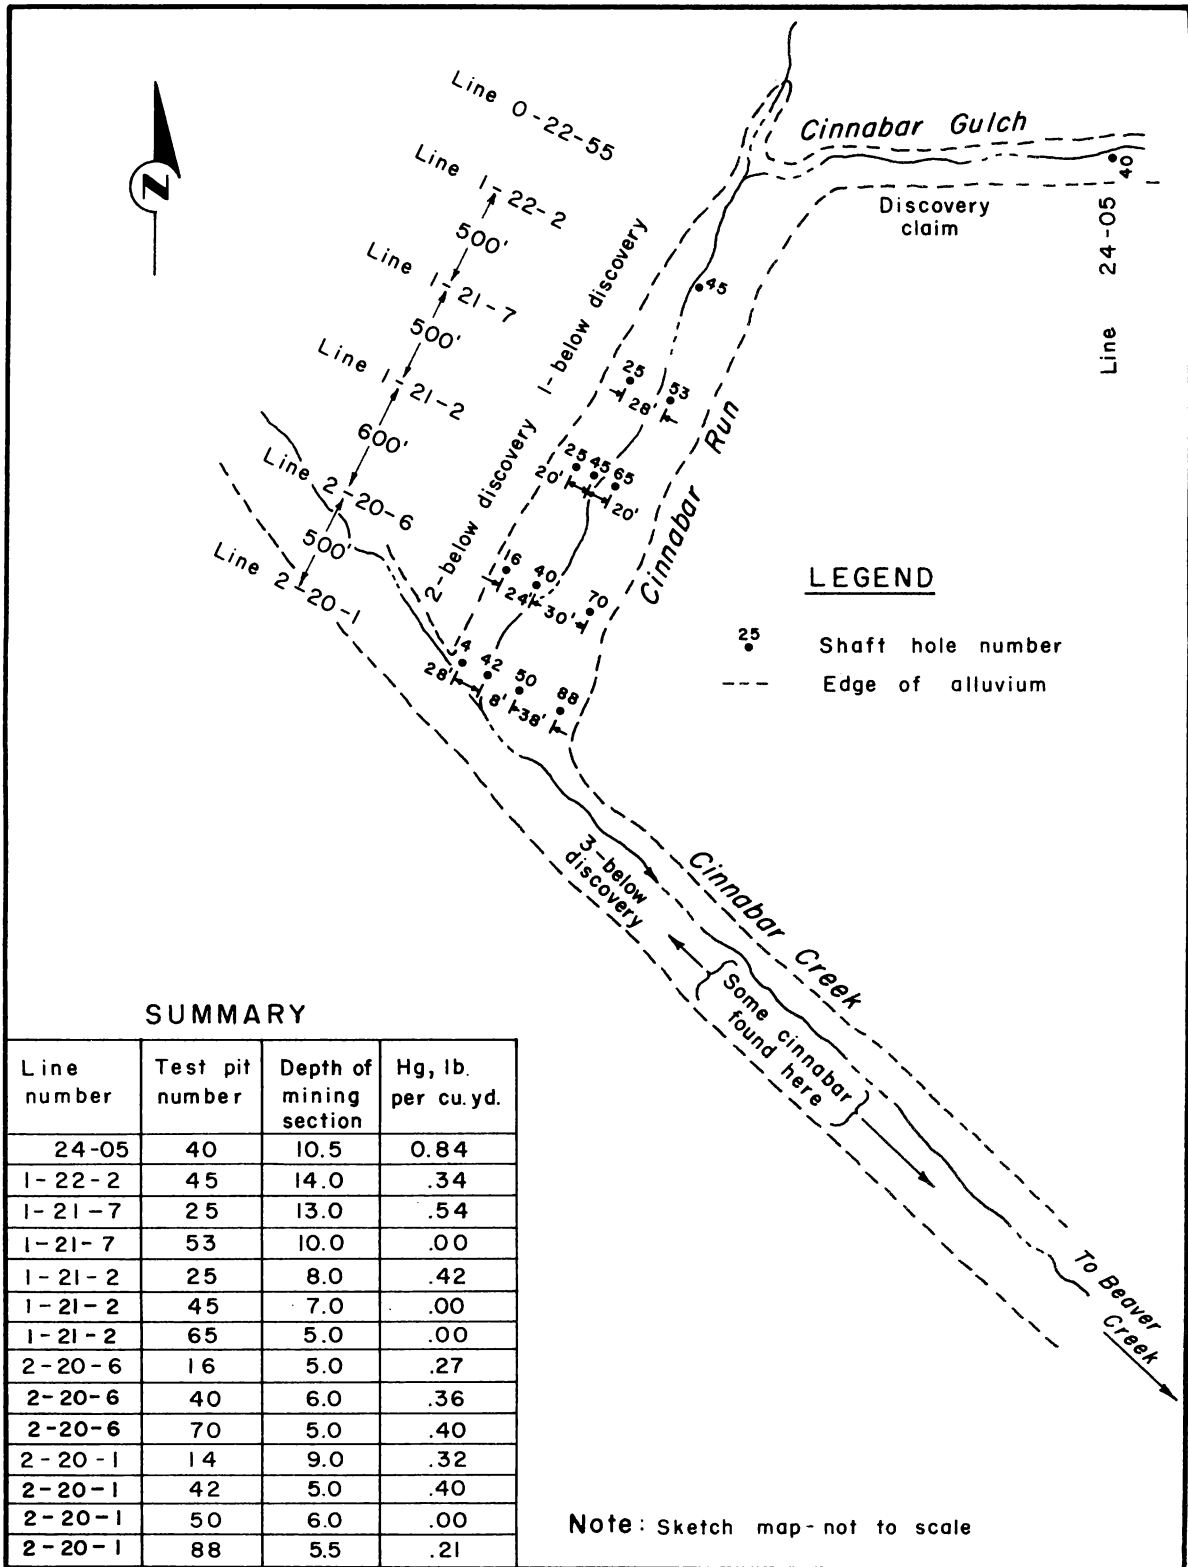 N
Line 0-22-55
Line 1-22-2
500'
Line 1-21-7
500'
Line 1-21-2
600'
Line 2-20-6
500'
Line 2-20-1
1-below discovery
2-below discovery
Cinnabar Gulch
40
Discovery
claim
Line 24-05
45
25
53
28'
Cinnabar Run
25 45 65
20'
20'
16
40
70
24'
30'
14
42
50
88
28'
8'
38'
LEGEND
25
Shaft hole number
Edge of alluvium
3-below
discovery
Cinnabar Creek
Some cinnabar
found here
To Beaver
Creek
SUMMARY
Line number Test pit number Depth of mining section Hg, lb. per cu. yd.
24-05 40 10.5 0.84
1-22-2 45 14.0 .34
1-21-7 25 13.0 .54
1-21-7 53 10.0 .00
1-21-2 25 8.0 .42
1-21-2 45 7.0 .00
1-21-2 65 5.0 .00
2-20-6 16 5.0 .27
2-20-6 40 6.0 .36
2-20-6 70 5.0 .40
2-20-1 14 9.0 .32
2-20-1 42 5.0 .40
2-20-1 50 6.0 .00
2-20-1 88 5.5 .21
Note: Sketch map-not to scale